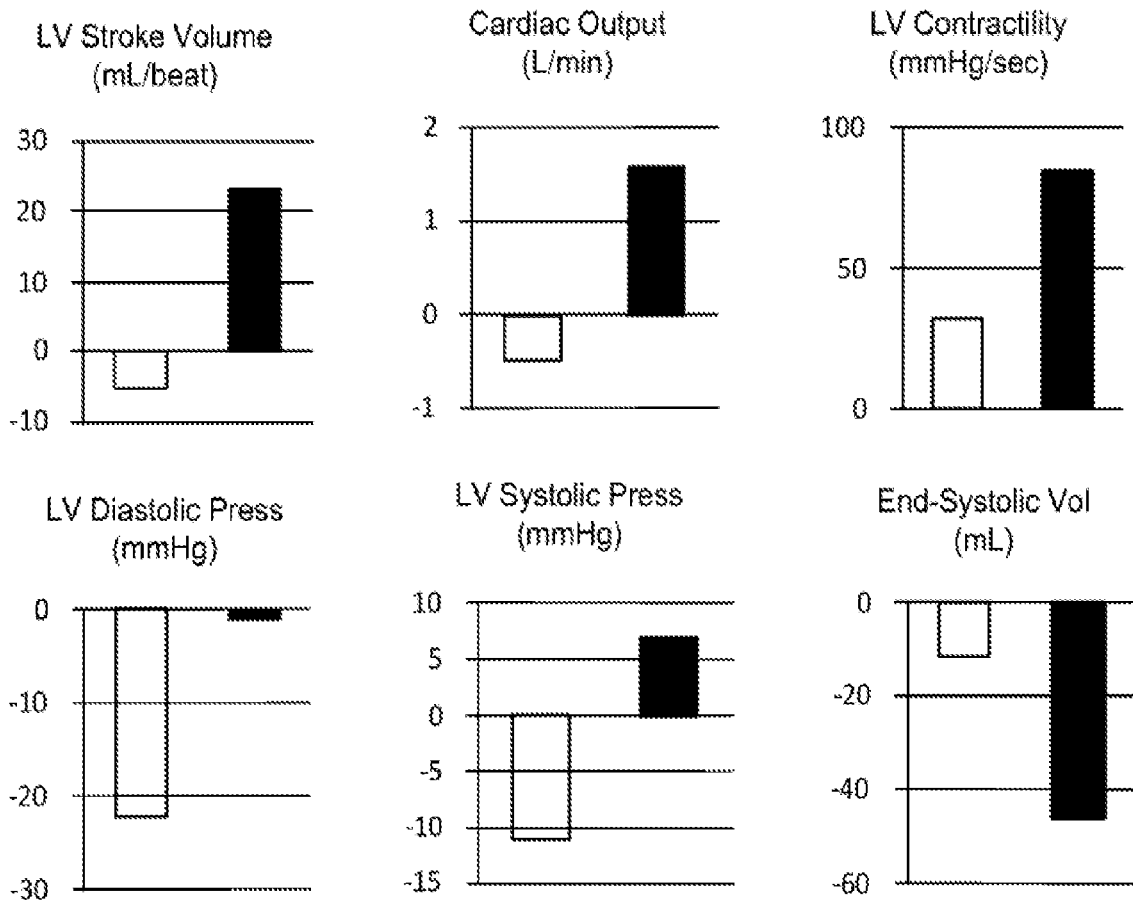 LV Stroke Volume
(mL/beat)
30
20
10
0
-10
Cardiac Output
(L/min)
2
1
0
-1
LV Contractility
(mmHg/sec)
100
50
0
LV Diastolic Press
(mmHg)
0
-10
-20
-30
LV Systolic Press
(mmHg)
10
5
0
-5
-10
-15
End-Systolic Vol
(mL)
0
-20
-40
-60